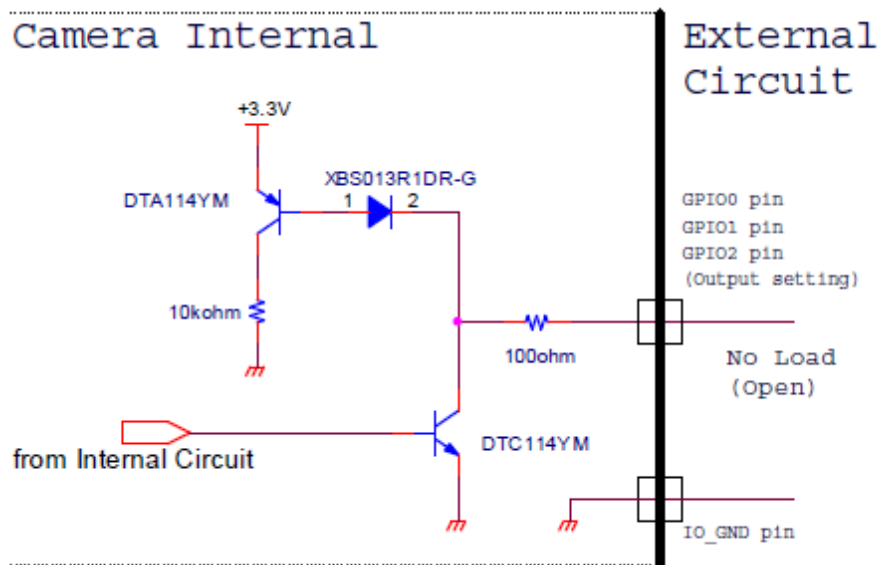 Camera Internal
External
Circuit
+3.3V
XBS013R1DR-G
DTA114YM
1
2
GPIO0 pin
GPIO1 pin
GPIO2 pin
(Output setting)
10kohm
100ohm
No Load
(Open)
DTC114YM
from Internal Circuit
IO_GND pin